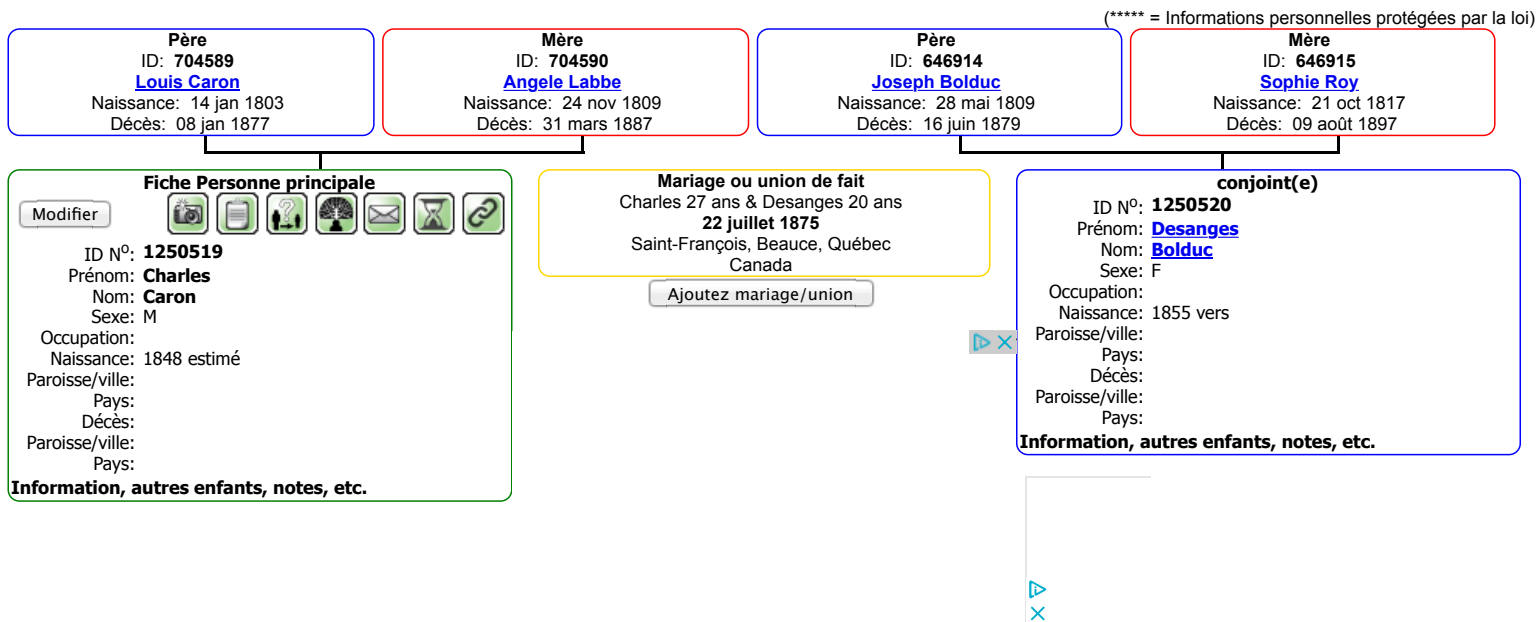 (***** = Informations personnelles protégées par la loi)
Père
ID: 704589
Louis Caron
Naissance: 14 jan 1803
Décès: 08 jan 1877
Mère
ID: 704590
Angele Labbe
Naissance: 24 nov 1809
Décès: 31 mars 1887
Père
ID: 646914
Joseph Bolduc
Naissance: 28 mai 1809
Décès: 16 juin 1879
Mère
ID: 646915
Sophie Roy
Naissance: 21 oct 1817
Décès: 09 août 1897
Fiche Personne principale
Modifier
ID Nº: 1250519
Prénom: Charles
Nom: Caron
Sexe: M
Occupation:
Naissance: 1848 estimé
Paroisse/ville:
Pays:
Décès:
Paroisse/ville:
Pays:
Information, autres enfants, notes, etc.
Mariage ou union de fait
Charles 27 ans & Desanges 20 ans
22 juillet 1875
Saint-François, Beauce, Québec
Canada
Ajoutez mariage/union
conjoint(e)
ID Nº: 1250520
Prénom: Desanges
Nom: Bolduc
Sexe: F
Occupation:
Naissance: 1855 vers
Paroisse/ville:
Pays:
Décès:
Paroisse/ville:
Pays:
Information, autres enfants, notes, etc.